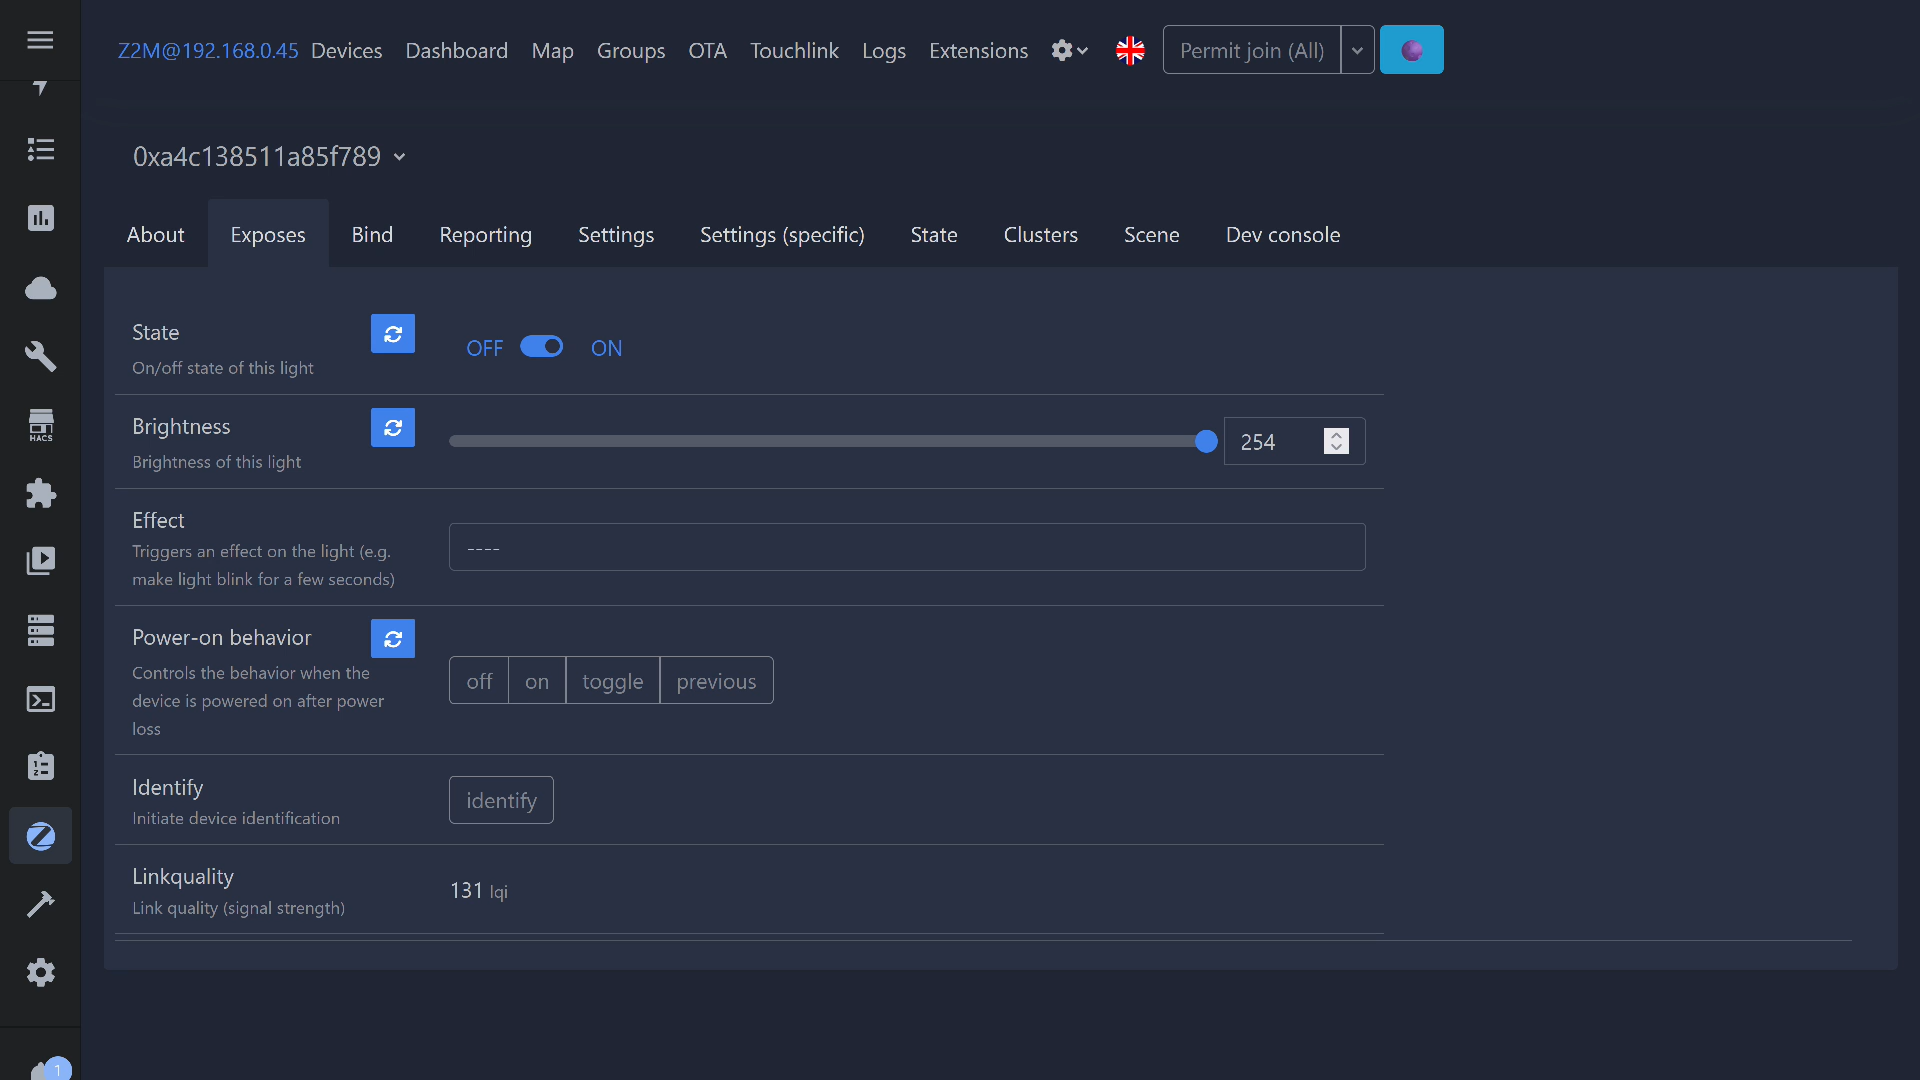 Z2M@192.168.0.45 Devices Dashboard Map Groups OTA Touchlink Logs Extensions Permit join (All)
0xa4c138511a85f789
About Exposes Bind Reporting Settings Settings (specific) State Clusters Scene Dev console
State
OFF ON
On/off state of this light
Brightness
254
Brightness of this light
Effect
Triggers an effect on the light (e.g.
make light blink for a few seconds)
----
Power-on behavior
Controls the behavior when the
device is powered on after power
loss
off on toggle previous
Identify
Initiate device identification
identify
Linkquality
Link quality (signal strength)
131 lqi
HACS
1